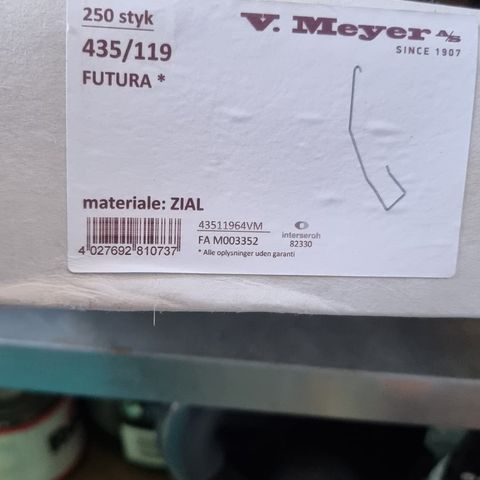 250 styk
V. Meyer A/S
SINCE 1907
435/119
FUTURA *
materiale: ZIAL
4 027692 810737
43511964VM
FA M003352
* Alle oplysninger uden garanti
interseroh
82330